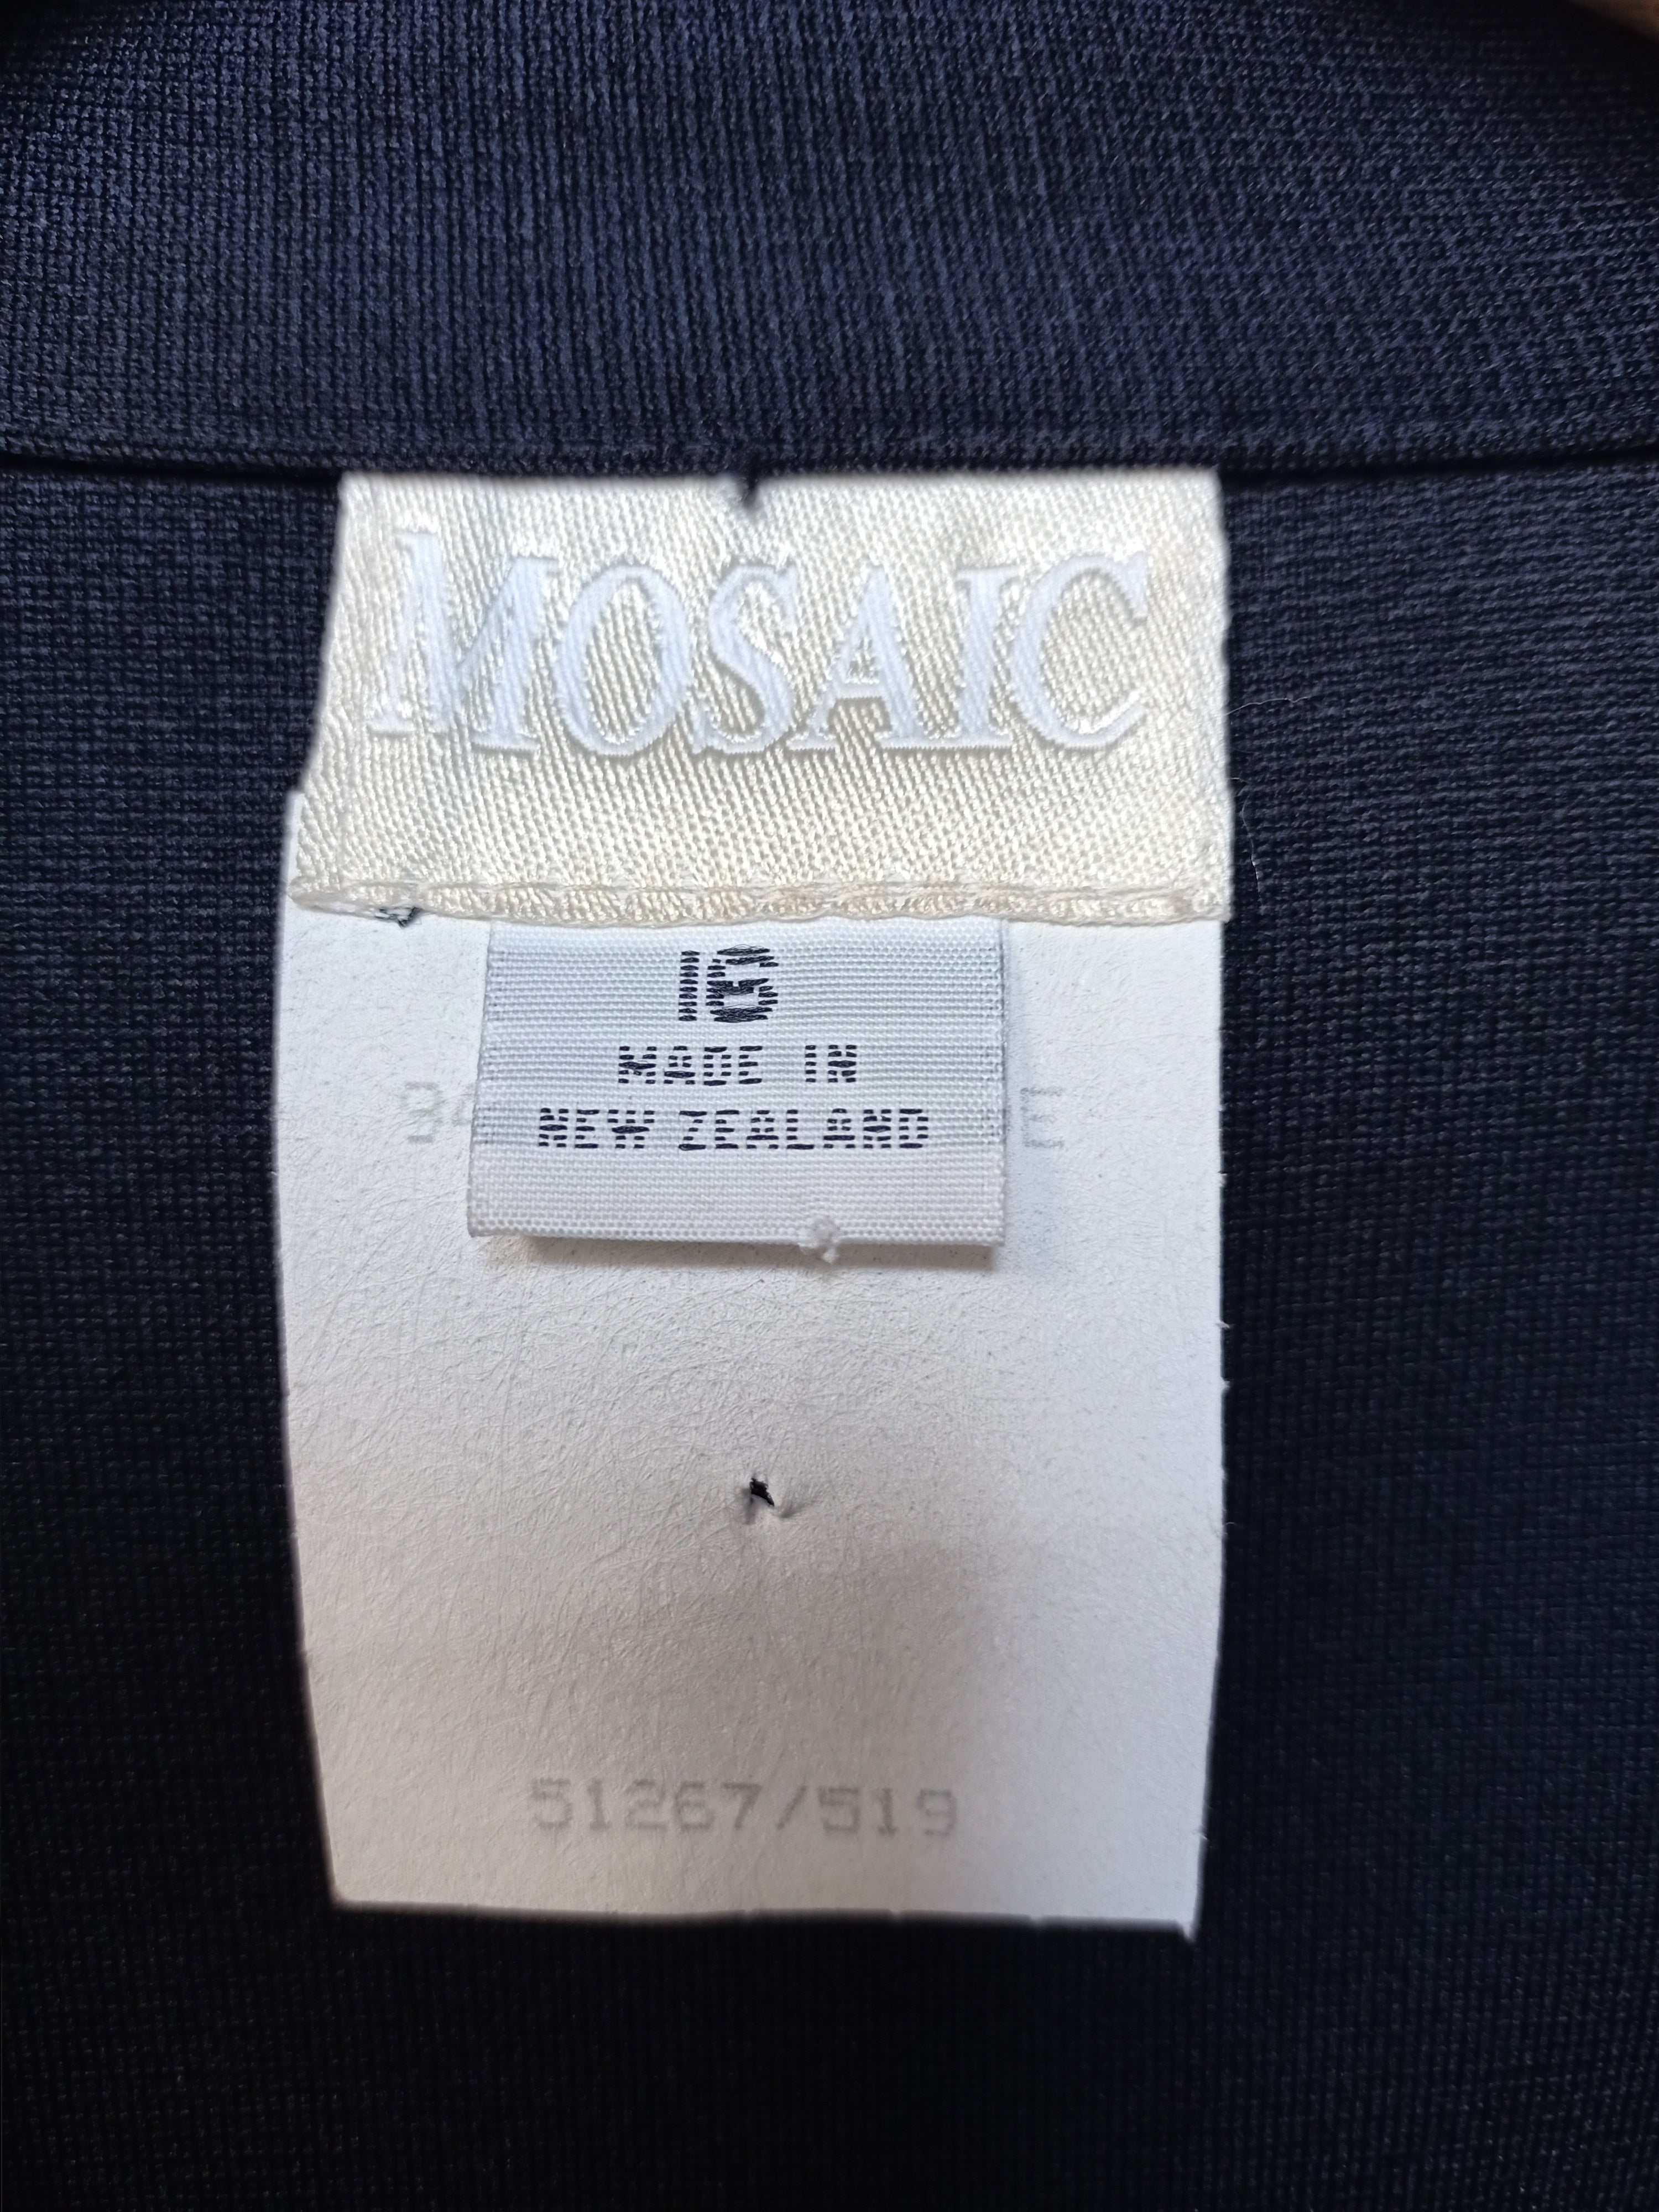 MOSAIC
16
MADE IN
NEW ZEALAND
E
51267/519